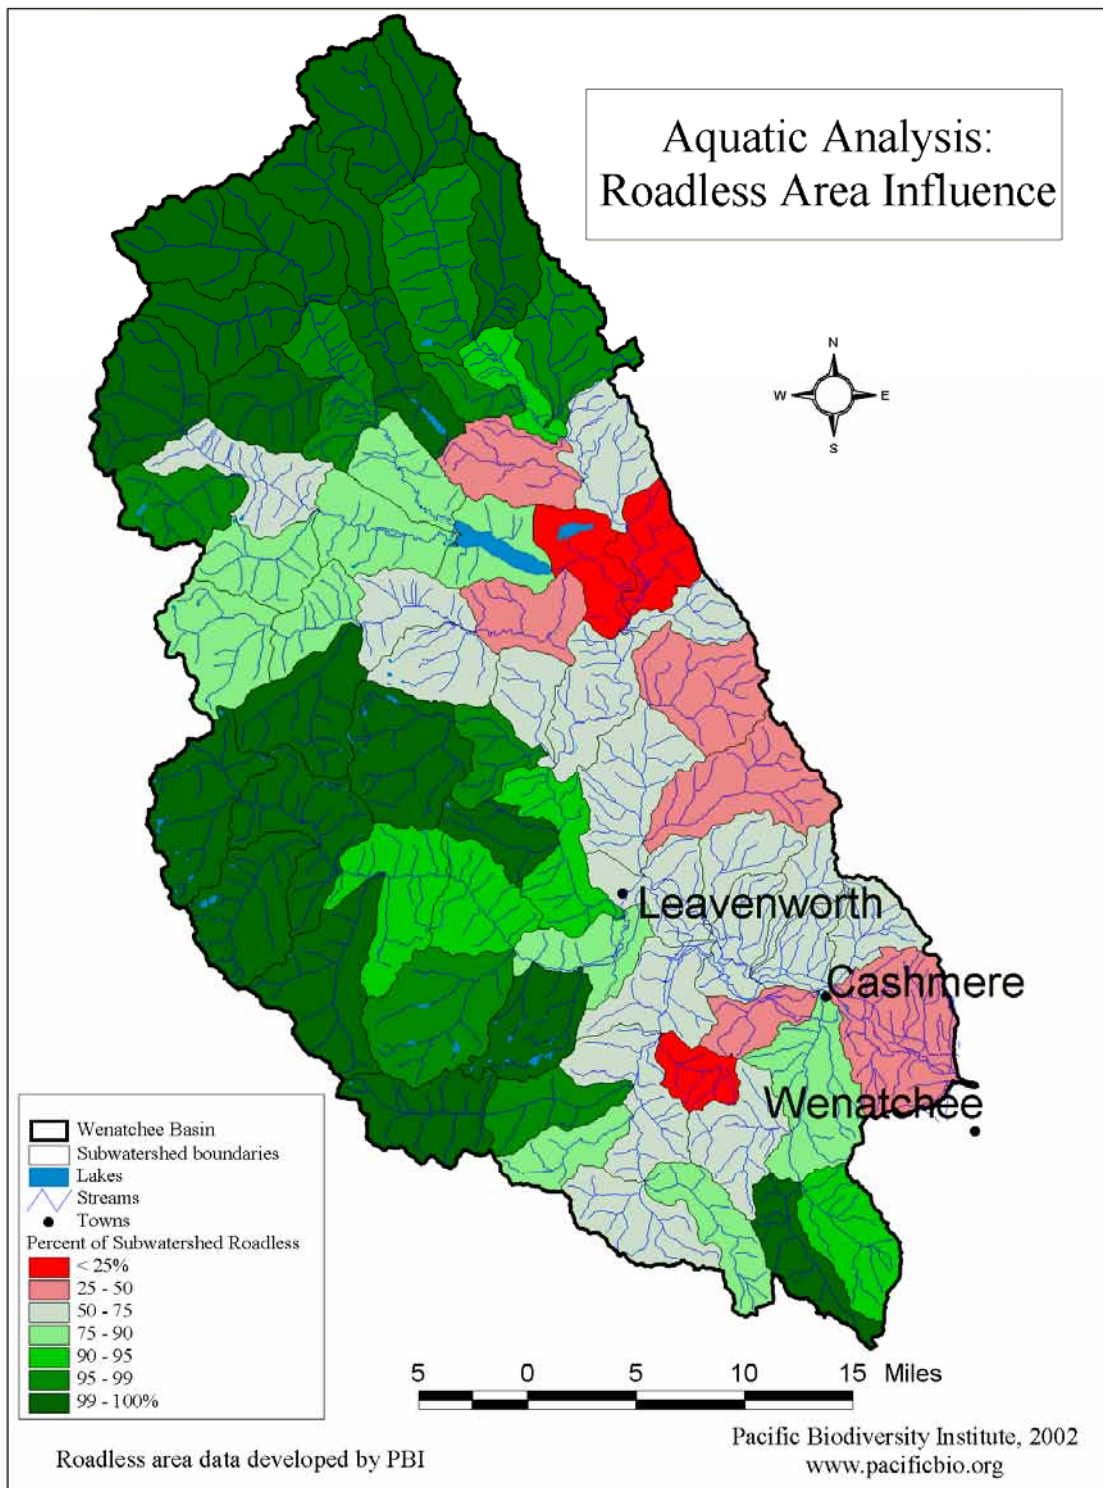 Aquatic Analysis:
Roadless Area Influence
N
W
E
S
Leavenworth
Cashmere
Wenatchee
Wenatchee Basin
Subwatershed boundaries
Lakes
Streams
Towns
Percent of Subwatershed Roadless
< 25%
25 - 50
50 - 75
75 - 90
90 - 95
95 - 99
99 - 100%
5 0 5 10 15 Miles
Roadless area data developed by PBI
Pacific Biodiversity Institute, 2002
www.pacificbio.org